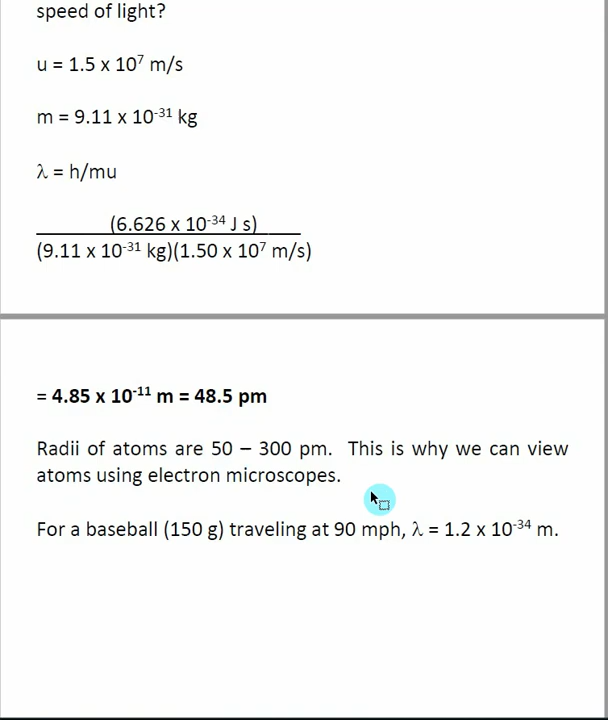 speed of light?
u = 1.5 x 10⁷ m/s
m = 9.11 x 10⁻³¹ kg
λ = h/mu
(6.626 x 10⁻³⁴ J s)
(9.11 x 10⁻³¹ kg)(1.50 x 10⁷ m/s)
= 4.85 x 10⁻¹¹ m = 48.5 pm
Radii of atoms are 50 – 300 pm. This is why we can view
atoms using electron microscopes.
For a baseball (150 g) traveling at 90 mph, λ = 1.2 x 10⁻³⁴ m.